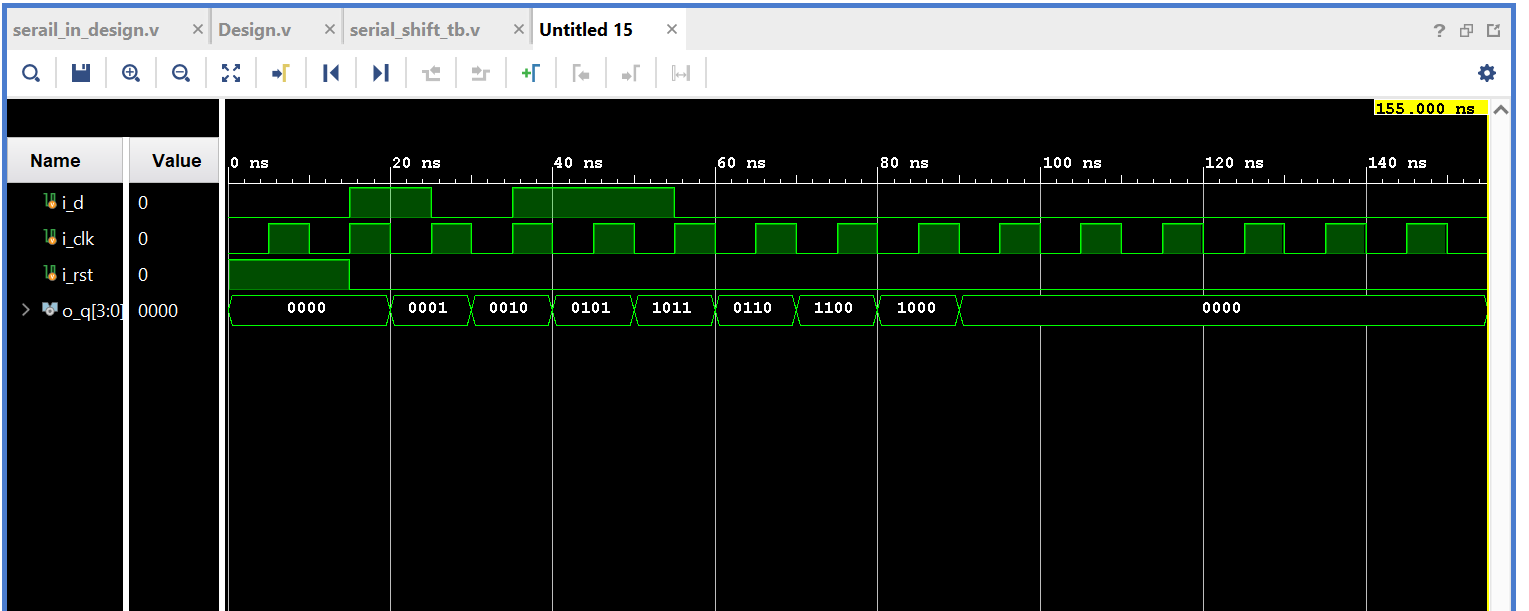 serail_in_design.v Design.v serial_shift_tb.v Untitled 15
?
155.000 ns
Name Value 0 ns 20 ns 40 ns 60 ns 80 ns 100 ns 120 ns 140 ns
i_d 0
i_clk 0
i_rst 0
o_q[3:0] 0000 0000 0001 0010 0101 1011 0110 1100 1000 0000